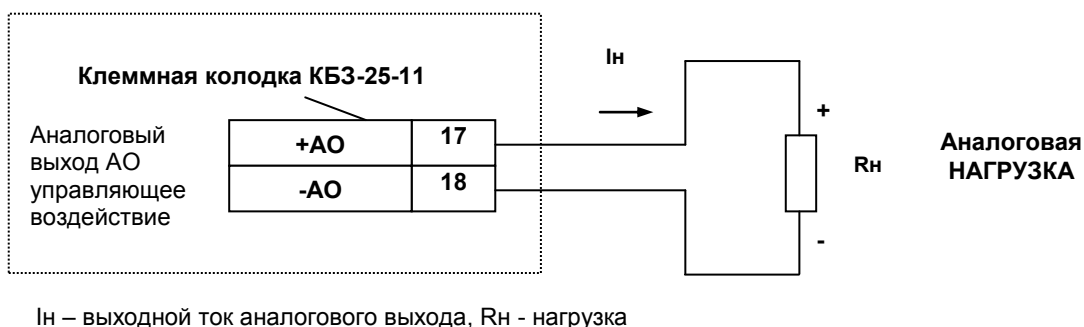 Клеммная колодка КБЗ-25-11
Аналоговый
выход АО
управляющее
воздействие
+АО
17
-АО
18
Iн
+
Rн
-
Аналоговая
НАГРУЗКА
Iн – выходной ток аналогового выхода, Rн - нагрузка